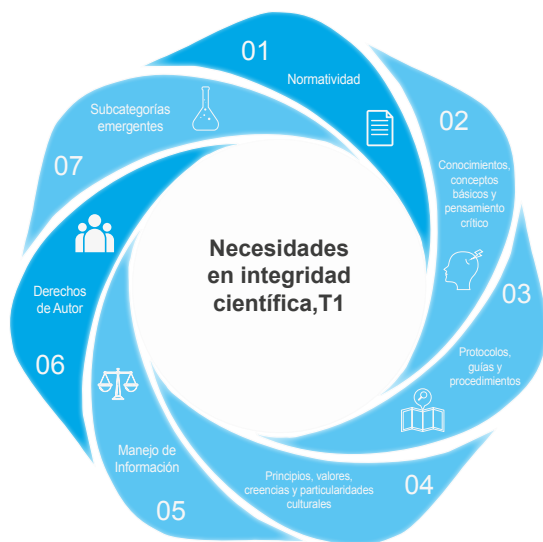 01
Normatividad
02
Conocimientos,
conceptos
básicos y
pensamiento
crítico
03
Protocolos,
guías y
procedimientos
04
Principios, valores,
creencias y particularidades
culturales
05
Manejo de
Información
06
Derechos
de Autor
07
Subcategorías
emergentes
Necesidades
en integridad
científica,T1